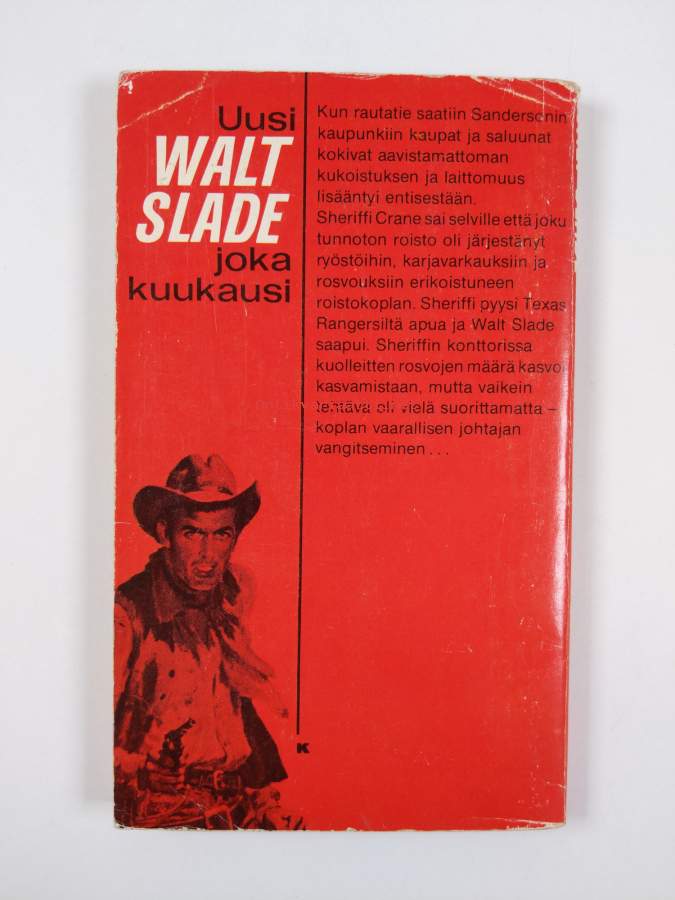 Uusi
WALT
SLADE
joka
kuukausi
Kun rautatie saatiin Sandersonin
kaupunkiin kaupat ja saluunat
kokivat aavistamattoman
kukoistuksen ja laittomuus
lisääntyi entisestään.
Sheriffi Crane sai selville että joku
tunnoton roisto oli järjestänyt
ryöstöihin, karjavarkauksiin ja
rosvouksiin erikoistuneen
roistokoplan. Sheriffi pyysi Texas
Rangersiltä apua ja Walt Slade
saapui. Sheriffin konttorissa
kuolleitten rosvojen määrä kasvoi
kasvamistaan, mutta vaikein
tehtävä oli vielä suorittamatta –
koplan vaarallisen johtajan
vangitseminen . . .
K